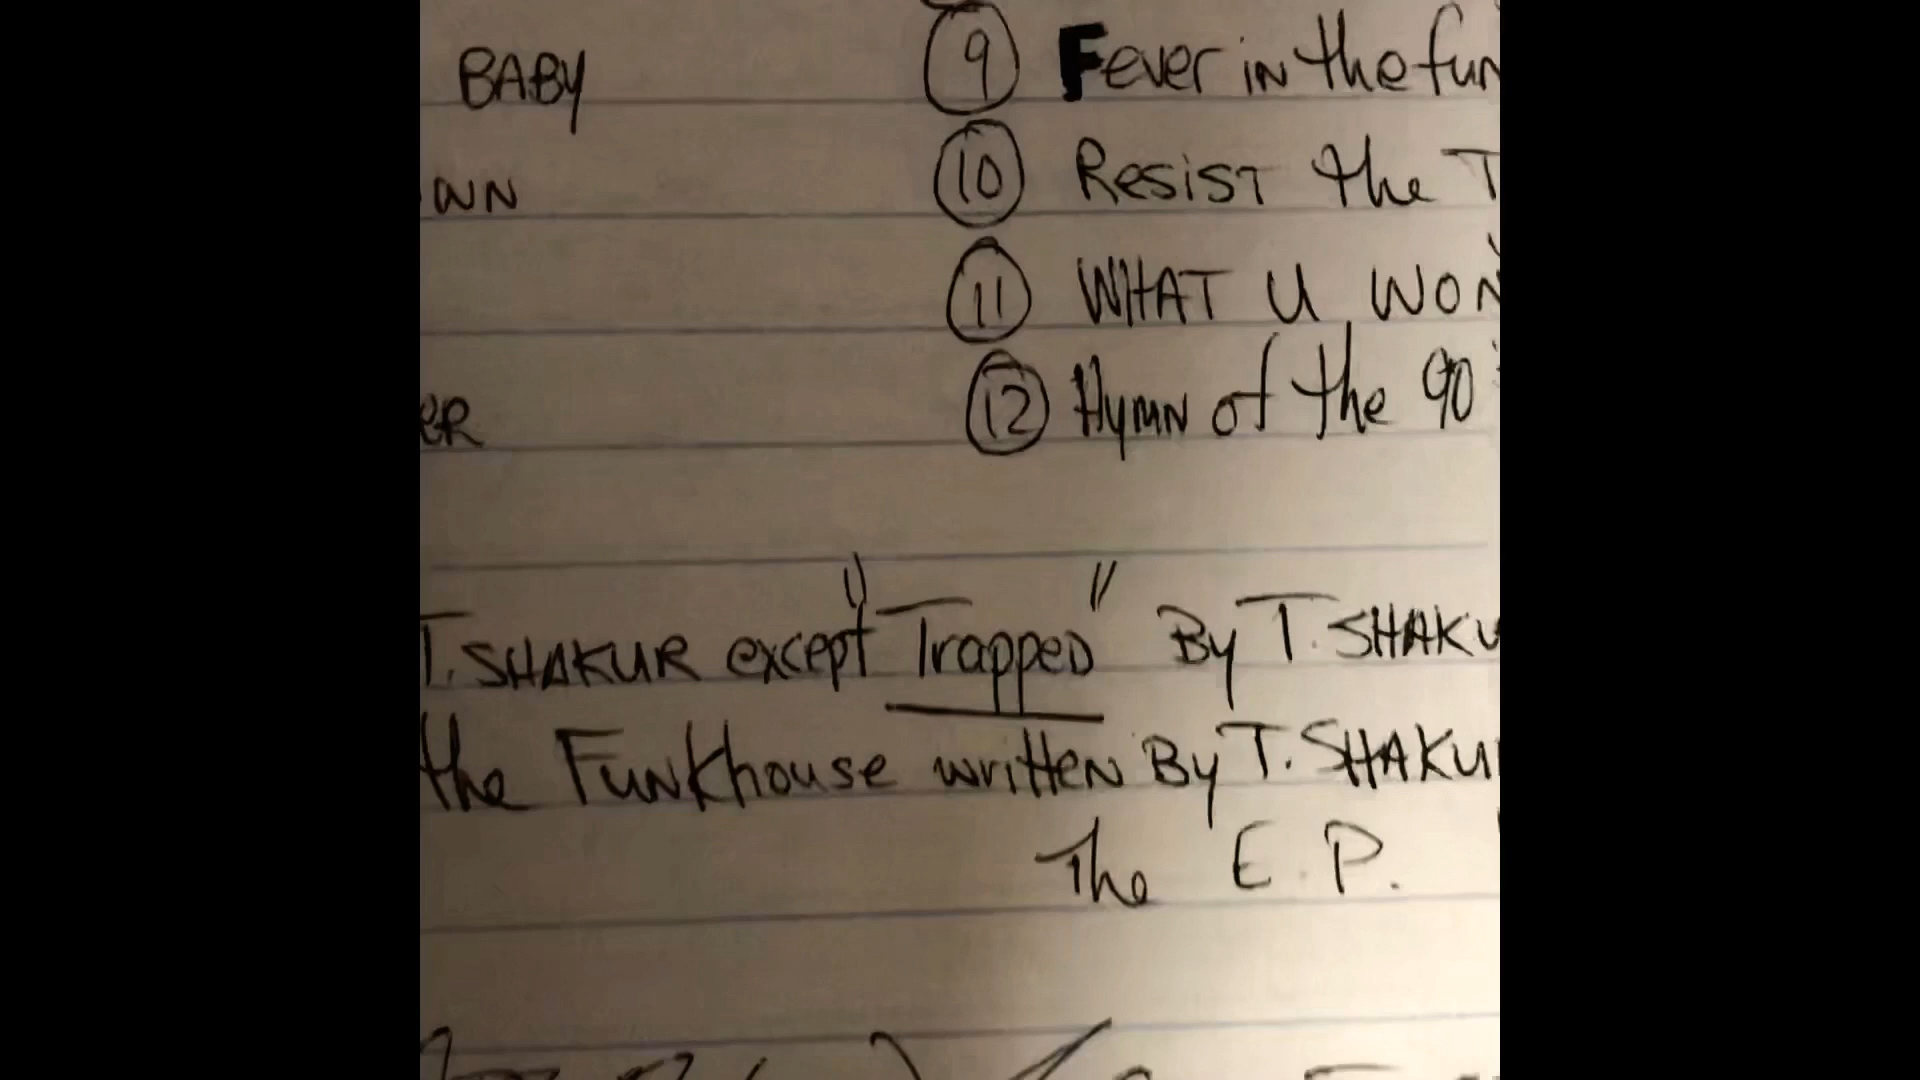 BABY ⑨ Fever in the fun
WN ⑩ Resist the T
⑪ WHAT U WON
ER ⑫ Hymn of the 90
T. SHAKUR except "Trapped" By T. SHAKU
the Funkhouse written By T. SHAKU
The E.P.